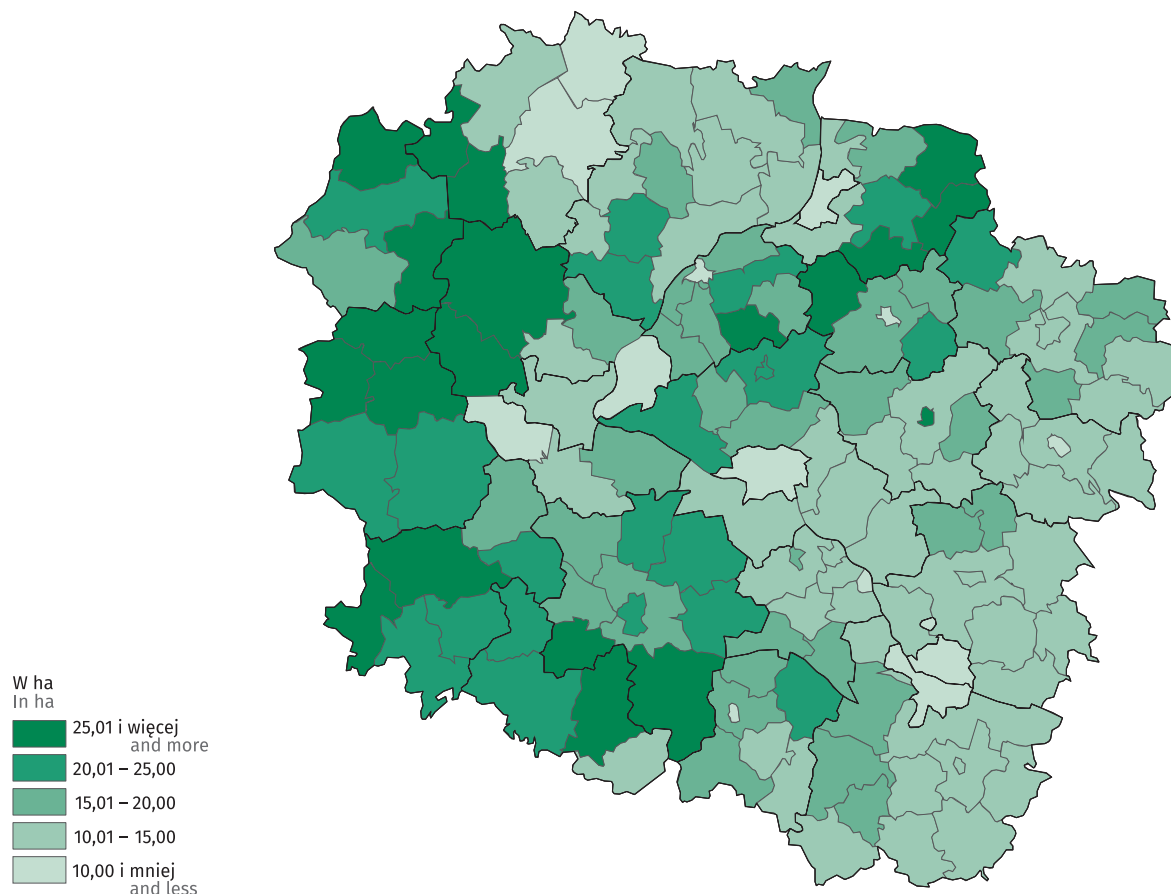 W ha
In ha
25,01 i więcej
and more
20,01 – 25,00
15,01 – 20,00
10,01 – 15,00
10,00 i mniej
and less